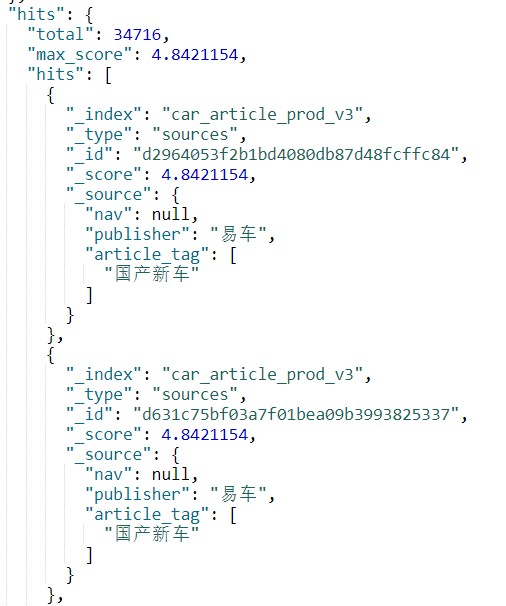 "hits": {
"total": 34716,
"max_score": 4.8421154,
"hits": [
{
"_index": "car_article_prod_v3",
"_type": "sources",
"_id": "d2964053f2b1bd4080db87d48fcffc84",
"_score": 4.8421154,
"_source": {
"nav": null,
"publisher": "易车",
"article_tag": [
"国产新车"
]
}
},
{
"_index": "car_article_prod_v3",
"_type": "sources",
"_id": "d631c75bf03a7f01bea09b3993825337",
"_score": 4.8421154,
"_source": {
"nav": null,
"publisher": "易车",
"article_tag": [
"国产新车"
]
}
},